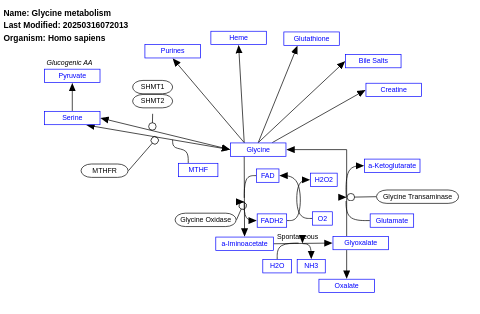 Name: Glycine metabolism
Last Modified: 20250316072013
Organism: Homo sapiens
Heme
Glutathione
Purines
Bile Salts
Glucogenic AA
Pyruvate
SHMT1
Creatine
SHMT2
Serine
Glycine
MTHFR
MTHF
FAD
H2O2
a-Ketoglutarate
Glycine Transaminase
Glycine Oxidase
FADH2
O2
Glutamate
a-Iminoacetate
Spontaneous
Glyoxalate
H2O
NH3
Oxalate